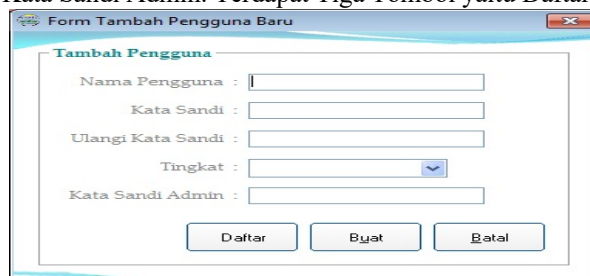 Kata Sandi Admin. Terdapat Tiga Tombol yaitu Daftar
Form Tambah Pengguna Baru
Tambah Pengguna
Nama Pengguna :
Kata Sandi :
Ulangi Kata Sandi :
Tingkat :
Kata Sandi Admin :
Daftar Buat Batal